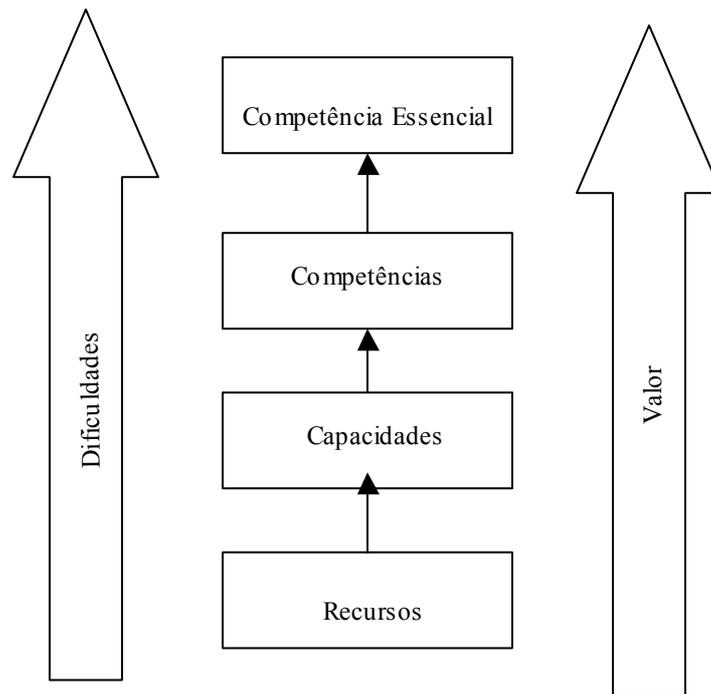 Competência Essencial
Competências
Dificuldades
Valor
Capacidades
Recursos